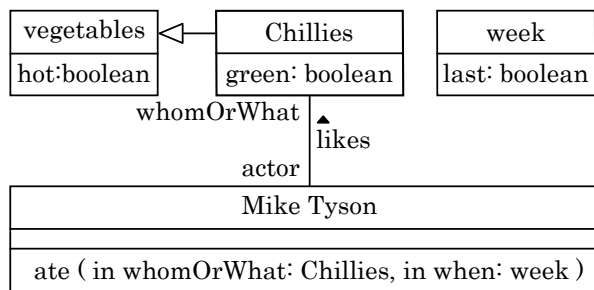 vegetables
hot:boolean
Chillies
green: boolean
week
last: boolean
whomOrWhat
likes
actor
Mike Tyson
ate ( in whomOrWhat: Chillies, in when: week )